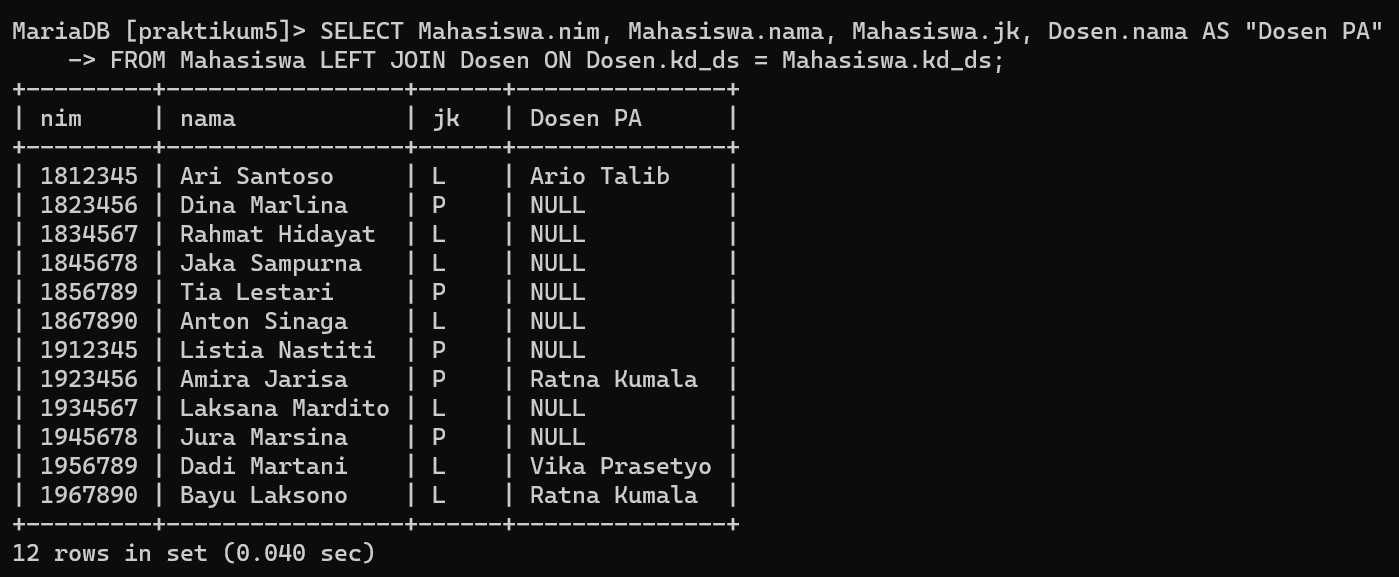 MariaDB [praktikum5]> SELECT Mahasiswa.nim, Mahasiswa.nama, Mahasiswa.jk, Dosen.nama AS "Dosen PA"
    -> FROM Mahasiswa LEFT JOIN Dosen ON Dosen.kd_ds = Mahasiswa.kd_ds;
+---------+-----------------+------+---------------+
| nim     | nama            | jk   | Dosen PA      |
+---------+-----------------+------+---------------+
| 1812345 | Ari Santoso     | L    | Ario Talib    |
| 1823456 | Dina Marlina    | P    | NULL          |
| 1834567 | Rahmat Hidayat  | L    | NULL          |
| 1845678 | Jaka Sampurna   | L    | NULL          |
| 1856789 | Tia Lestari     | P    | NULL          |
| 1867890 | Anton Sinaga    | L    | NULL          |
| 1912345 | Listia Nastiti  | P    | NULL          |
| 1923456 | Amira Jarisa    | P    | Ratna Kumala  |
| 1934567 | Laksana Mardito | L    | NULL          |
| 1945678 | Jura Marsina    | P    | NULL          |
| 1956789 | Dadi Martani    | L    | Vika Prasetyo |
| 1967890 | Bayu Laksono    | L    | Ratna Kumala  |
+---------+-----------------+------+---------------+
12 rows in set (0.040 sec)